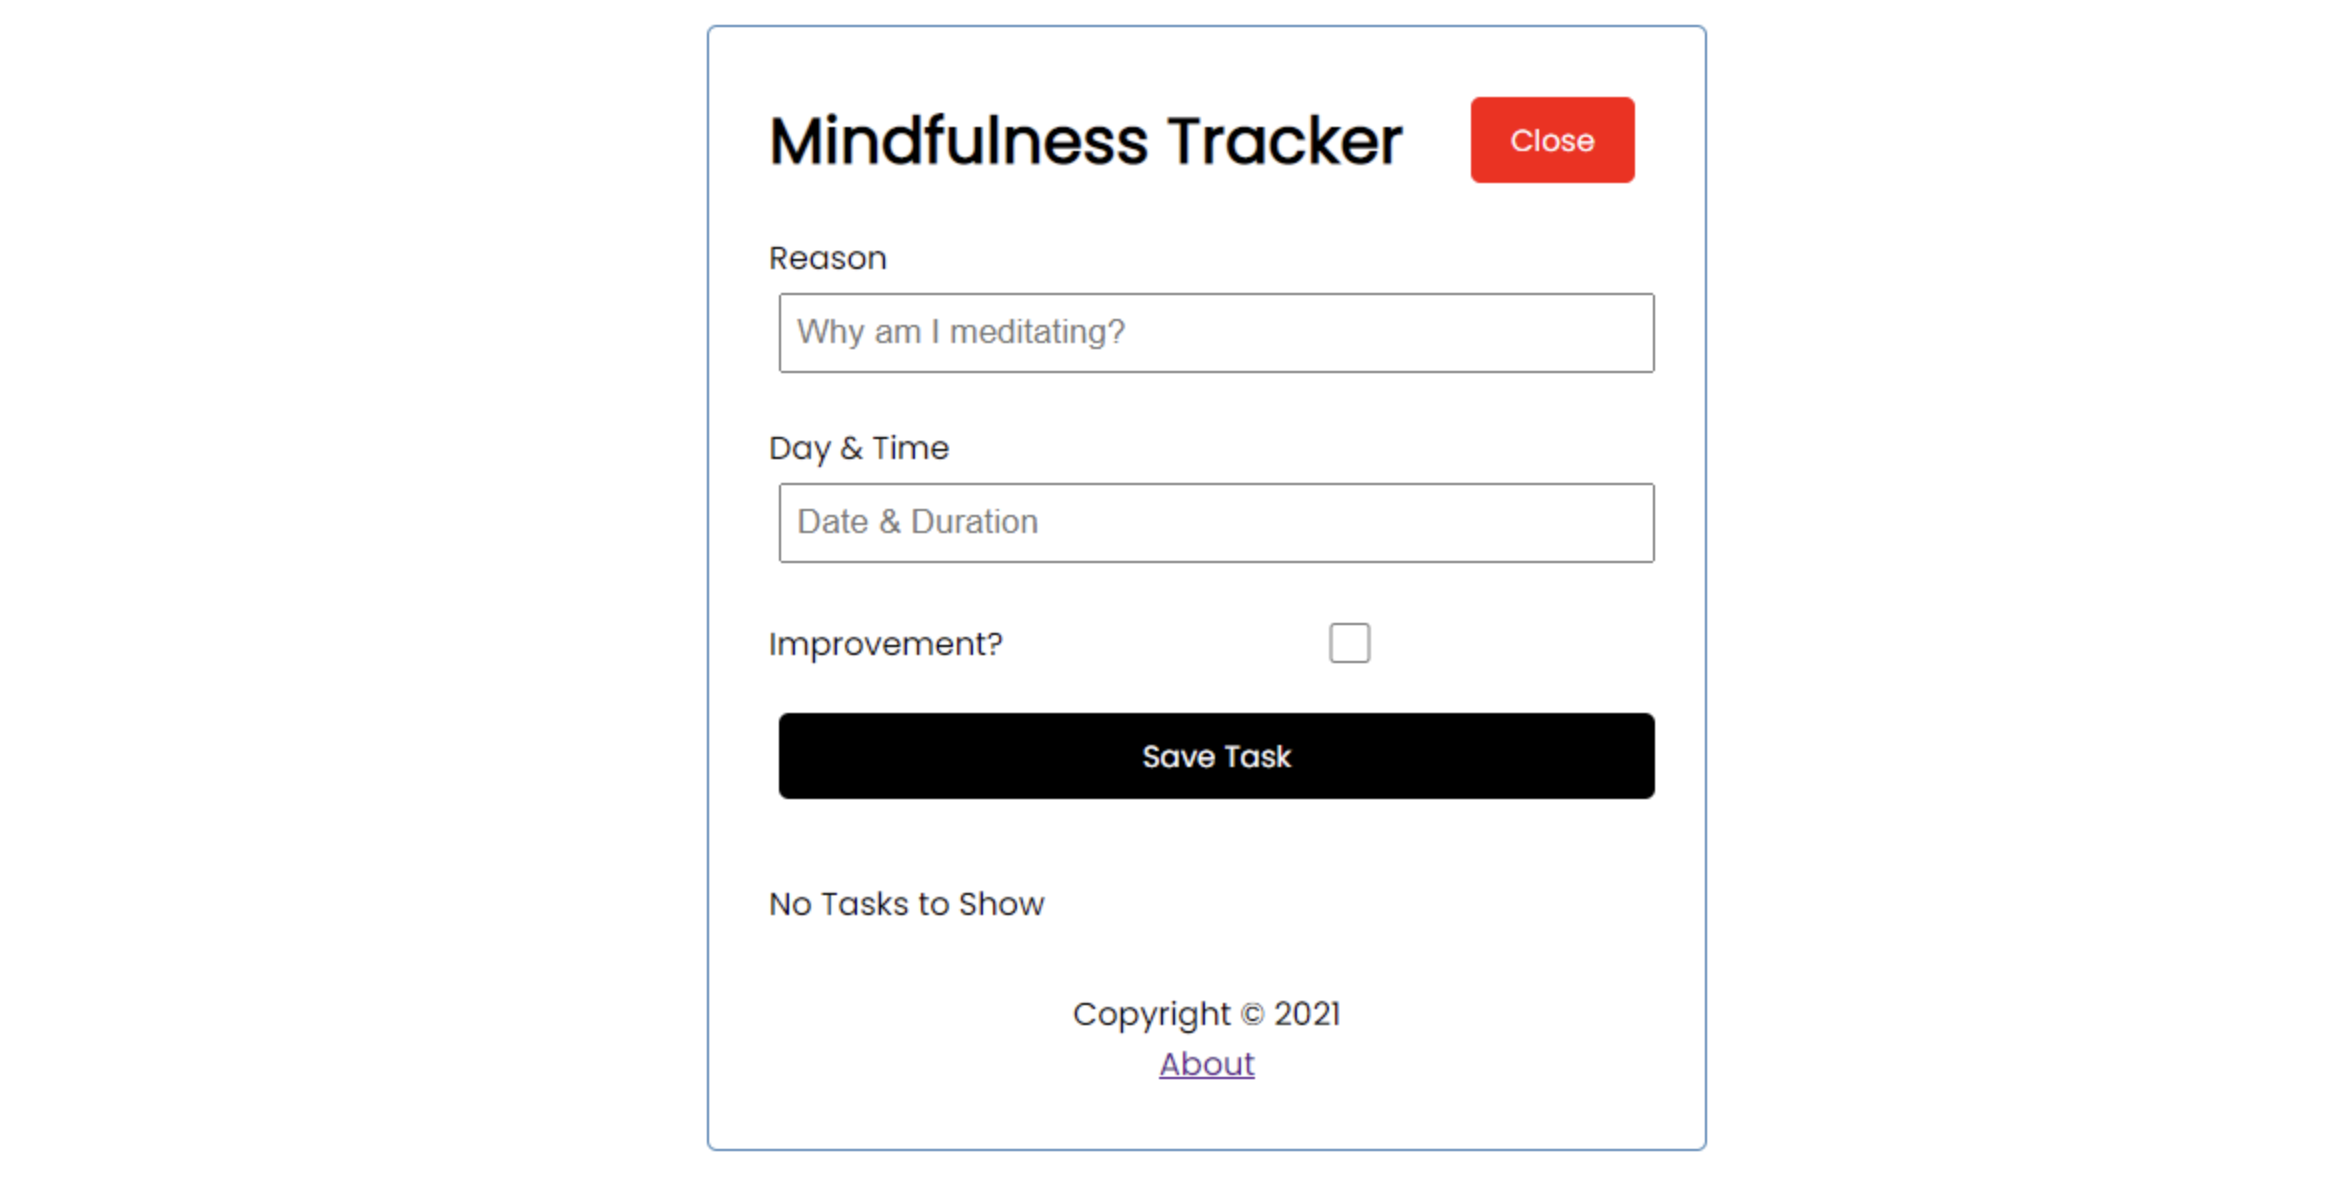 Mindfulness Tracker
Close
Reason
Why am I meditating?
Day & Time
Date & Duration
Improvement?
Save Task
No Tasks to Show
Copyright © 2021
About